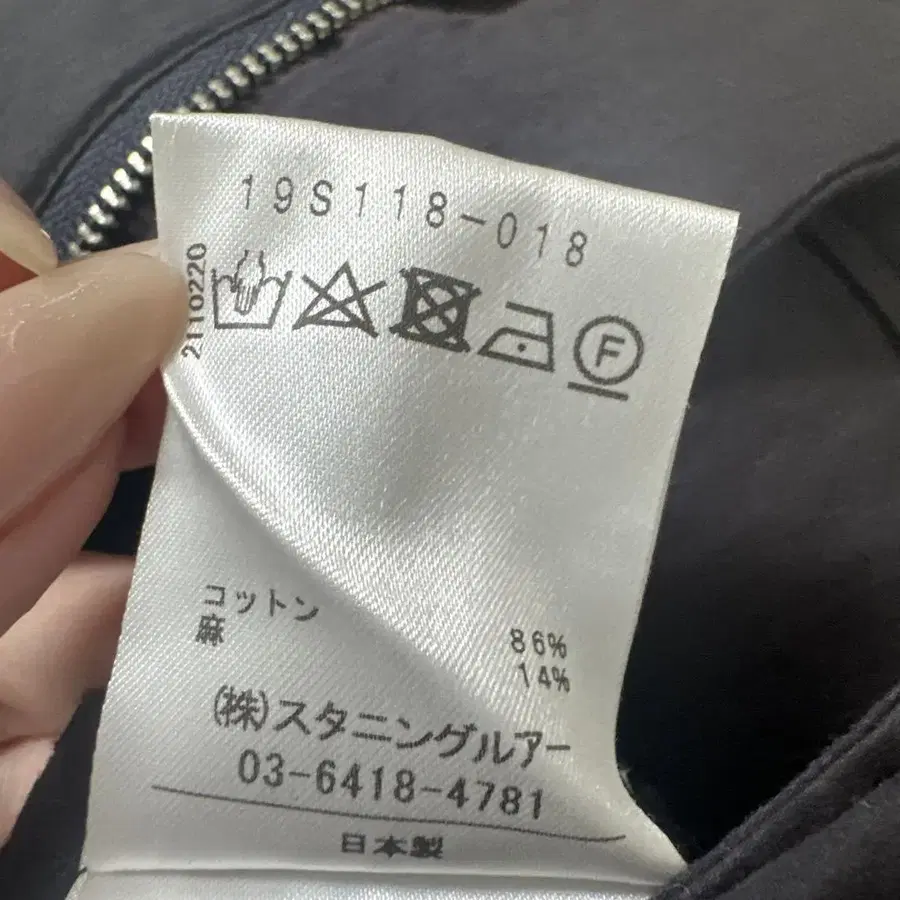 19S118-018
2110220
F
コットン 86%
麻 14%
(株)スタニングルアー
03-6418-4781
日本製